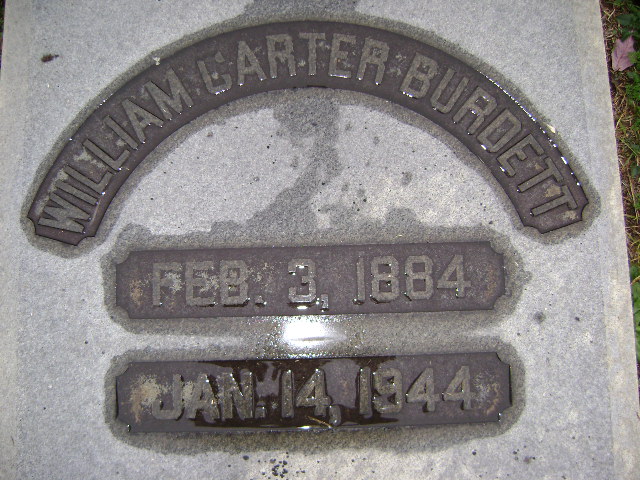 WILLIAM CARTER BURDETT
FEB. 3, 1884
JAN. 14, 1944